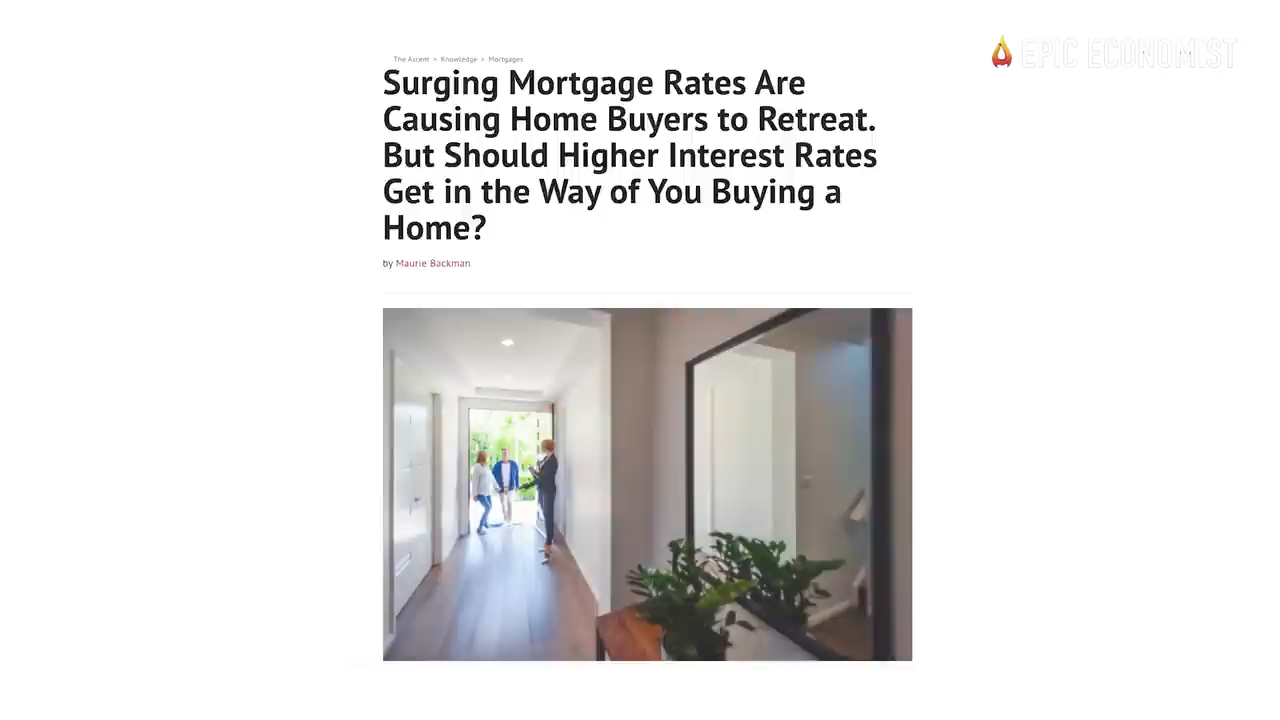 EPIC ECONOMIST
The Ascent > Knowledge > Mortgages
Surging Mortgage Rates Are
Causing Home Buyers to Retreat.
But Should Higher Interest Rates
Get in the Way of You Buying a
Home?
by Maurie Backman